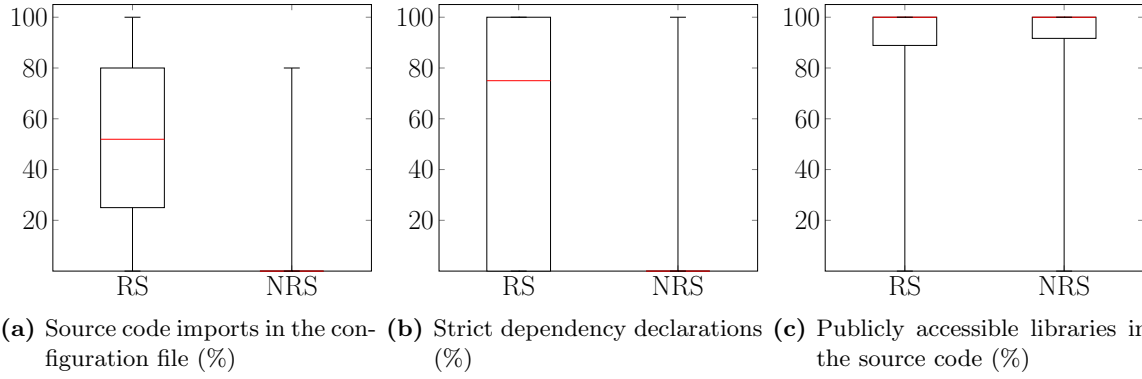 100
80
60
40
20
RS NRS
100
80
60
40
20
RS NRS
100
80
60
40
20
RS NRS
(a) Source code imports in the con-
figuration file (%)
(b) Strict dependency declarations
(%)
(c) Publicly accessible libraries in
the source code (%)